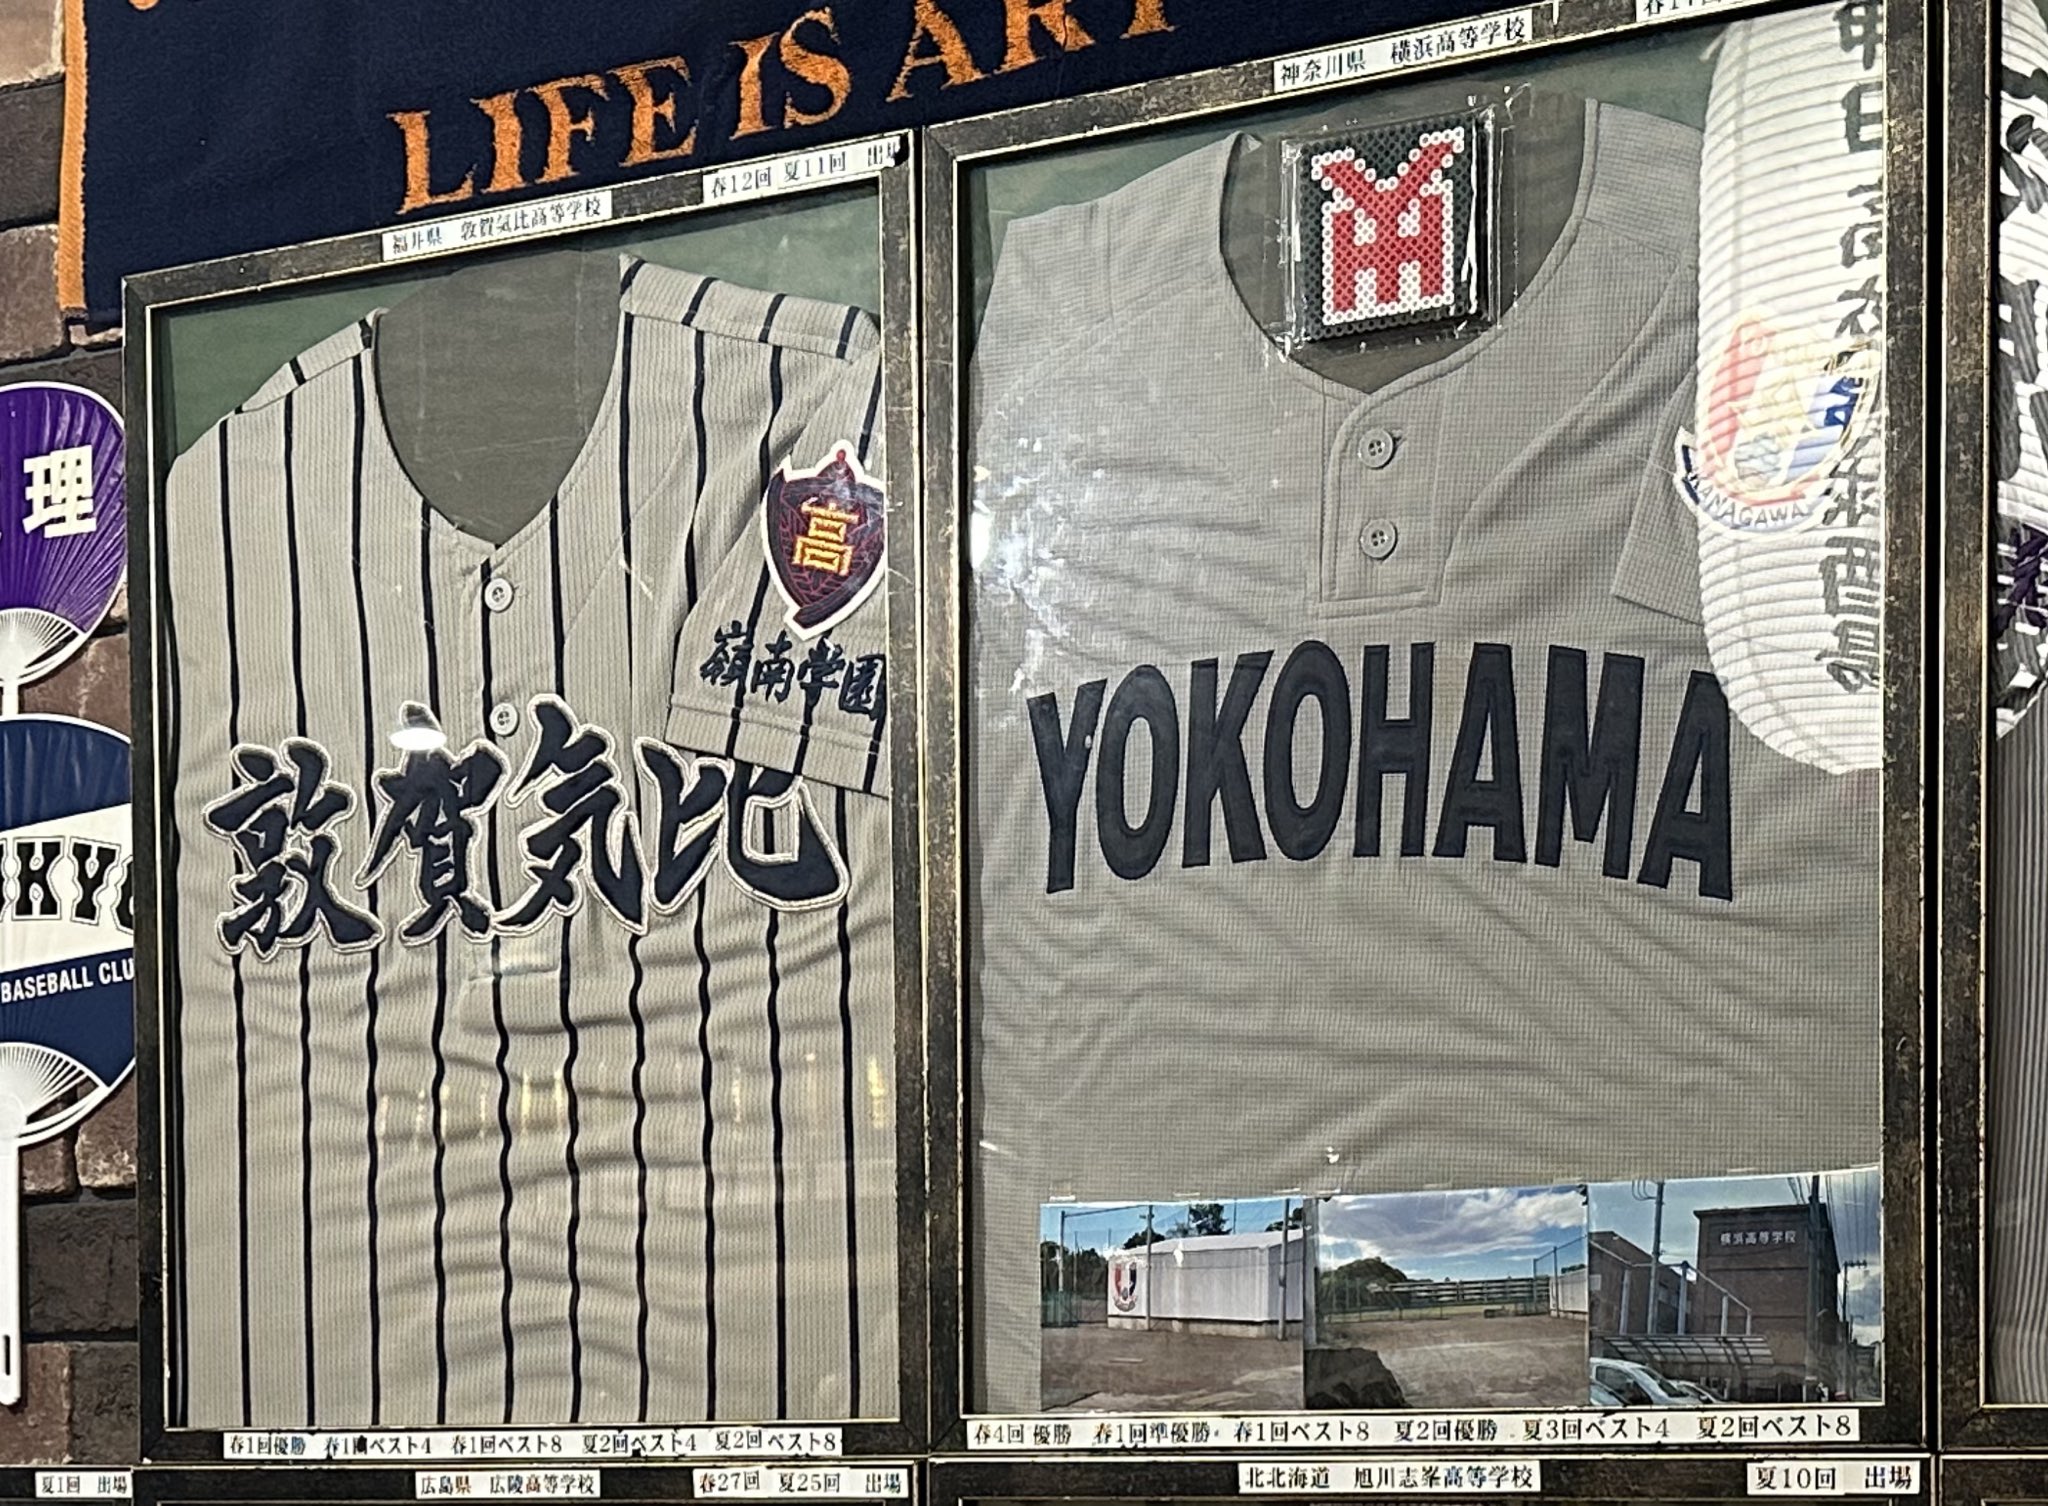 LIFE IS ART
神奈川県 横浜高等学校
春12回 夏11回 出場
福井県 敦賀気比高等学校
理
高
嶺南学園
敦賀気比
KANAGAWA
YOKOHAMA
BASEBALL CLU
横浜高等学校
春1回優勝 春1回ベスト4 春1回ベスト8 夏2回ベスト4 夏2回ベスト8
春4回優勝 春1回準優勝 春1回ベスト8 夏2回優勝 夏3回ベスト4 夏2回ベスト8
夏1回 出場
広島県 広陵高等学校
春27回 夏25回 出場
北北海道 旭川志峯高等学校
夏10回 出場